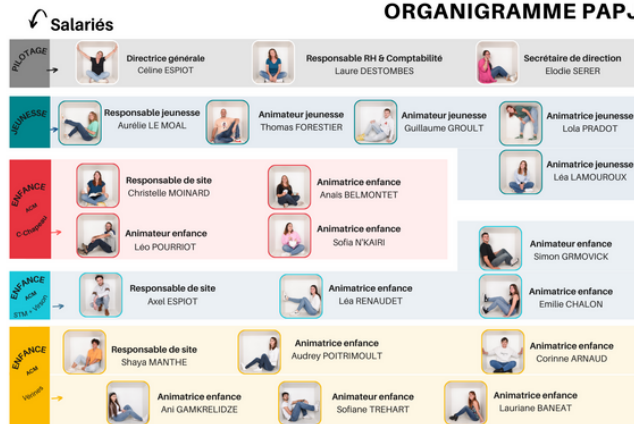 ORGANIGRAMME PAPJ
Salariés
PILOTAGE
Directrice générale
Céline ESPIOT
Responsable RH & Comptabilité
Laure DESTOMBES
Secrétaire de direction
Elodie SERER
JEUNESSE
Responsable jeunesse
Aurélie LE MOAL
Animateur jeunesse
Thomas FORESTIER
Animateur jeunesse
Guillaume GROULT
Animatrice jeunesse
Lola PRADOT
Animatrice jeunesse
Léa LAMOUROUX
ENFANCE
ACM
C-Chapeau
Responsable de site
Christelle MOINARD
Animatrice enfance
Anais BELMONTET
Animateur enfance
Léo POURRIOT
Animatrice enfance
Sofia N'KAIRI
Animateur enfance
Simon GRMOVICK
ENFANCE
ACM
STM + Vinson
Responsable de site
Axel ESPIOT
Animatrice enfance
Léa RENAUDET
Animatrice enfance
Emilie CHALON
ENFANCE
ACM
Vérines
Responsable de site
Shaya MANTHE
Animatrice enfance
Audrey POITRIMOULT
Animatrice enfance
Corinne ARNAUD
Animatrice enfance
Ani GAMKRELIDZE
Animateur enfance
Sofiane TREHART
Animatrice enfance
Lauriane BANEAT